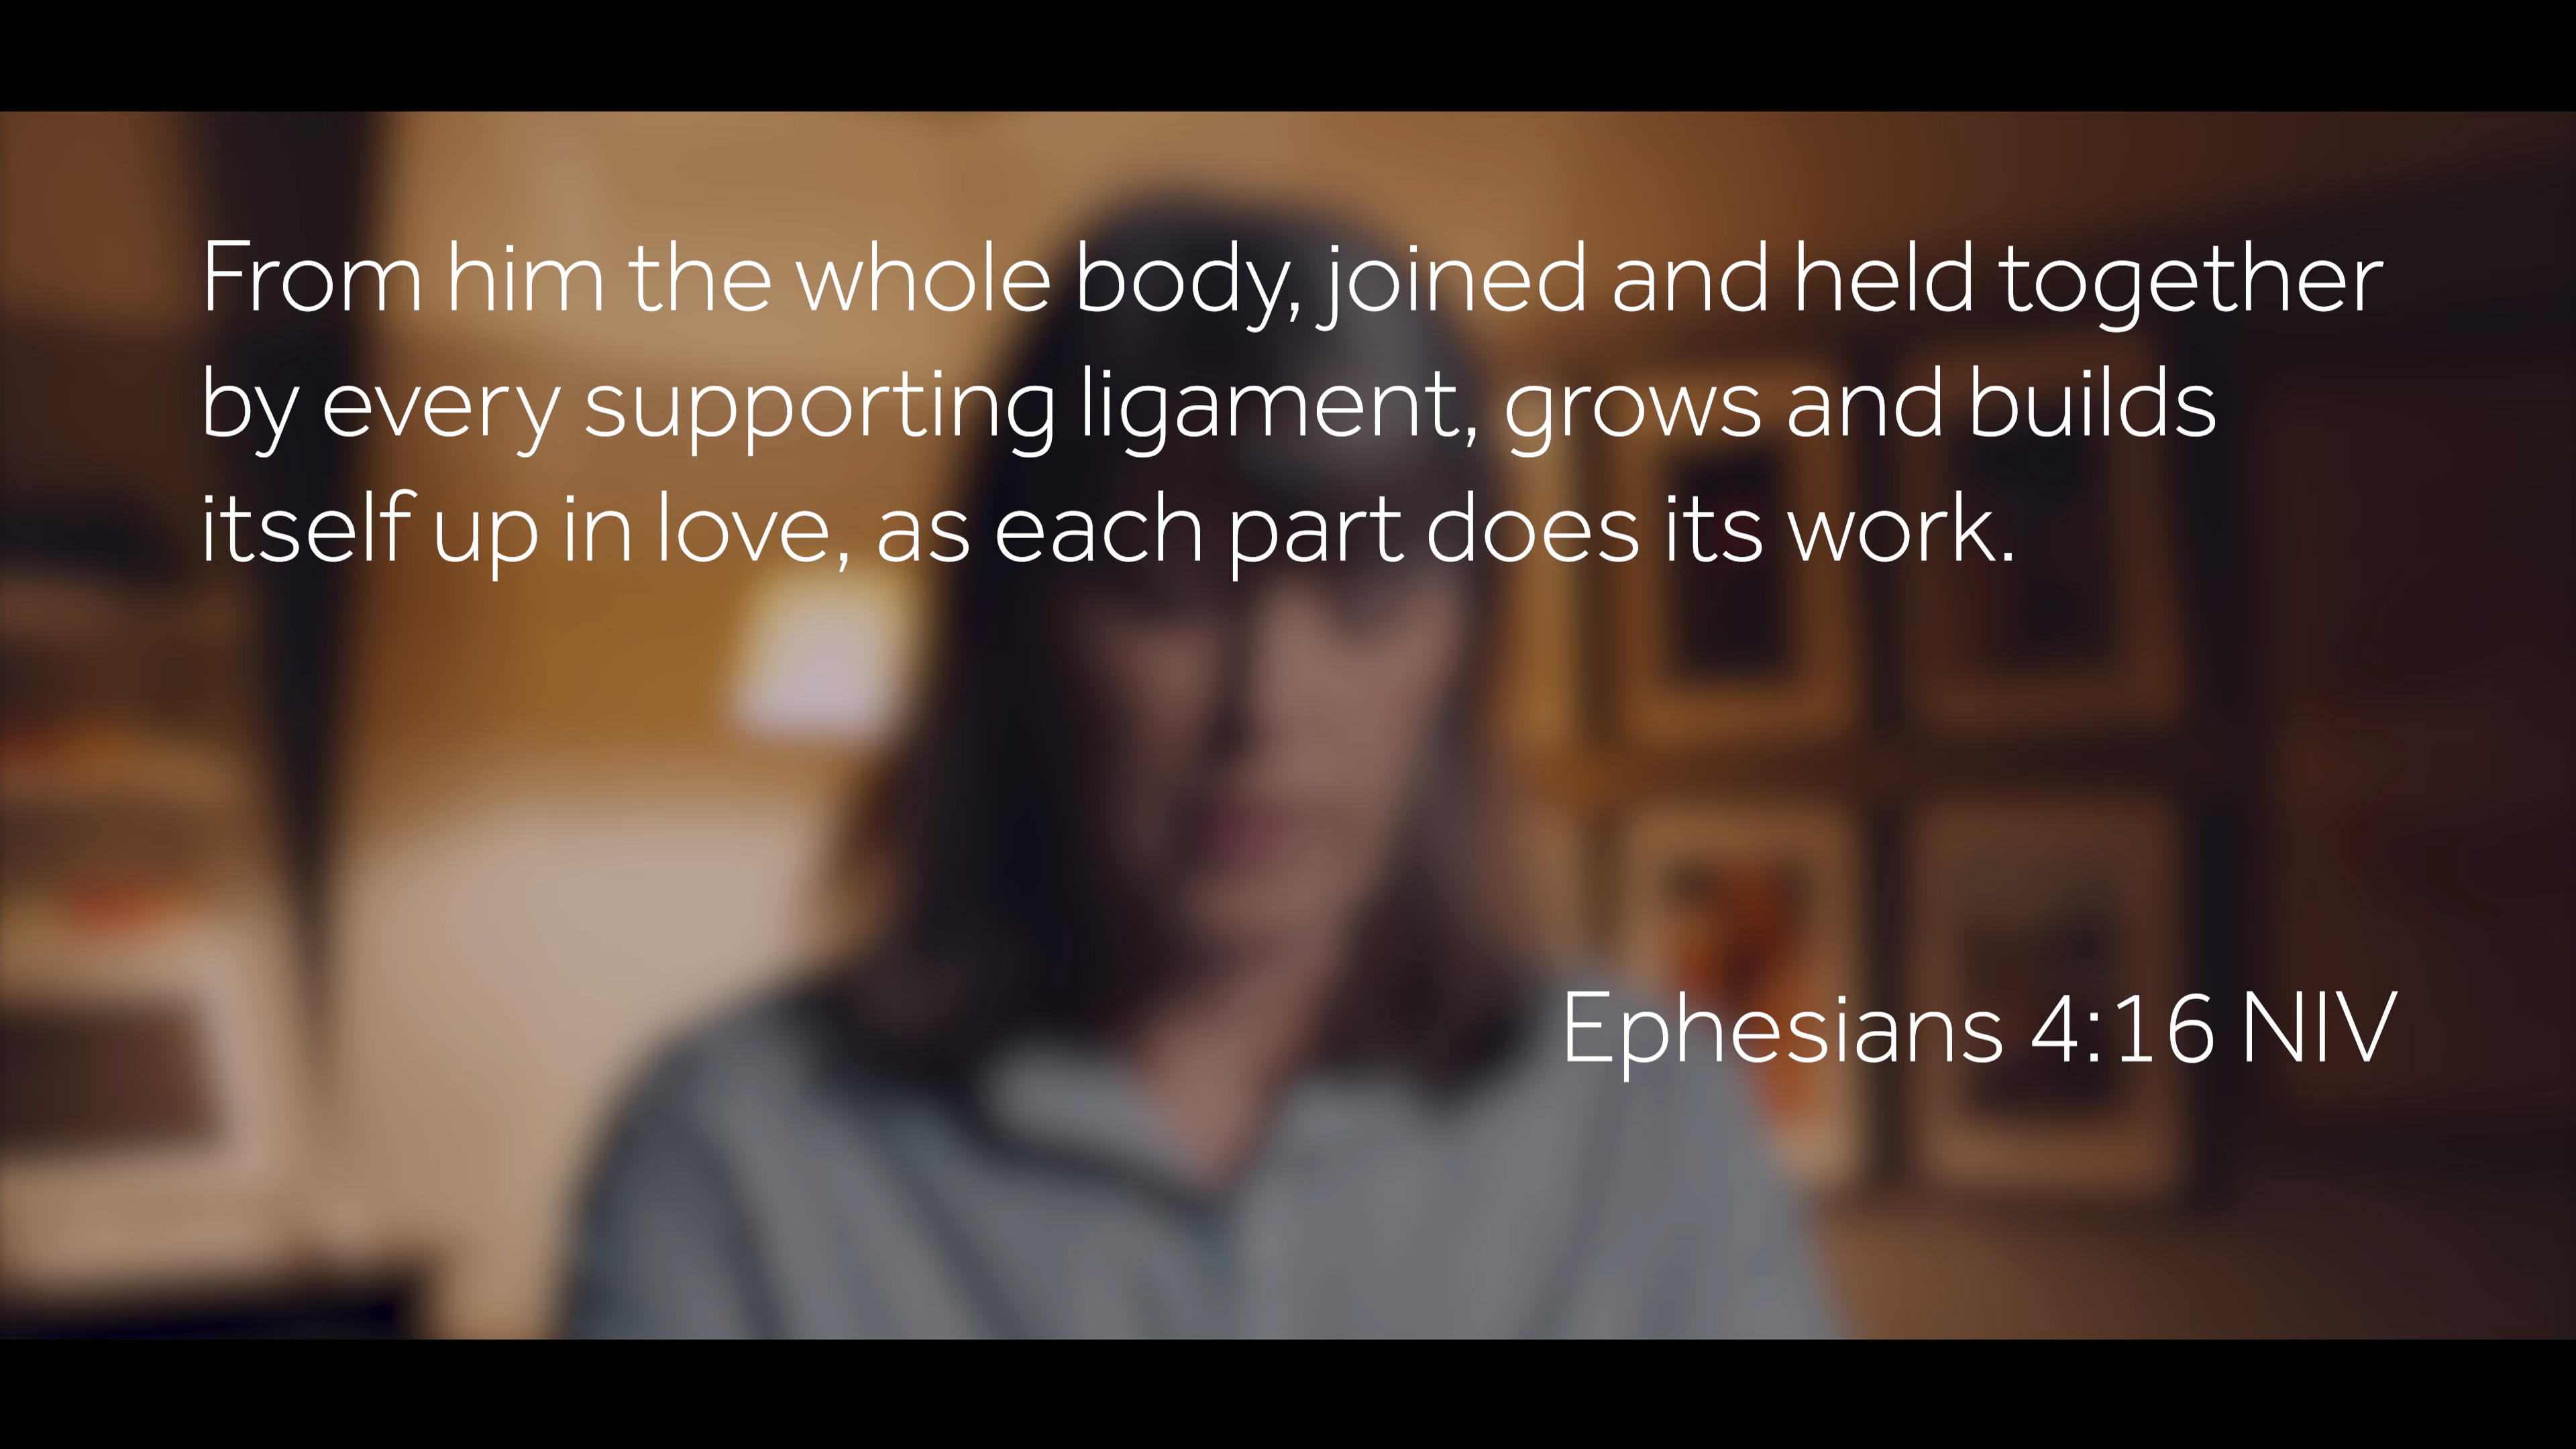 From him the whole body, joined and held together
by every supporting ligament, grows and builds
itself up in love, as each part does its work.
Ephesians 4:16 NIV